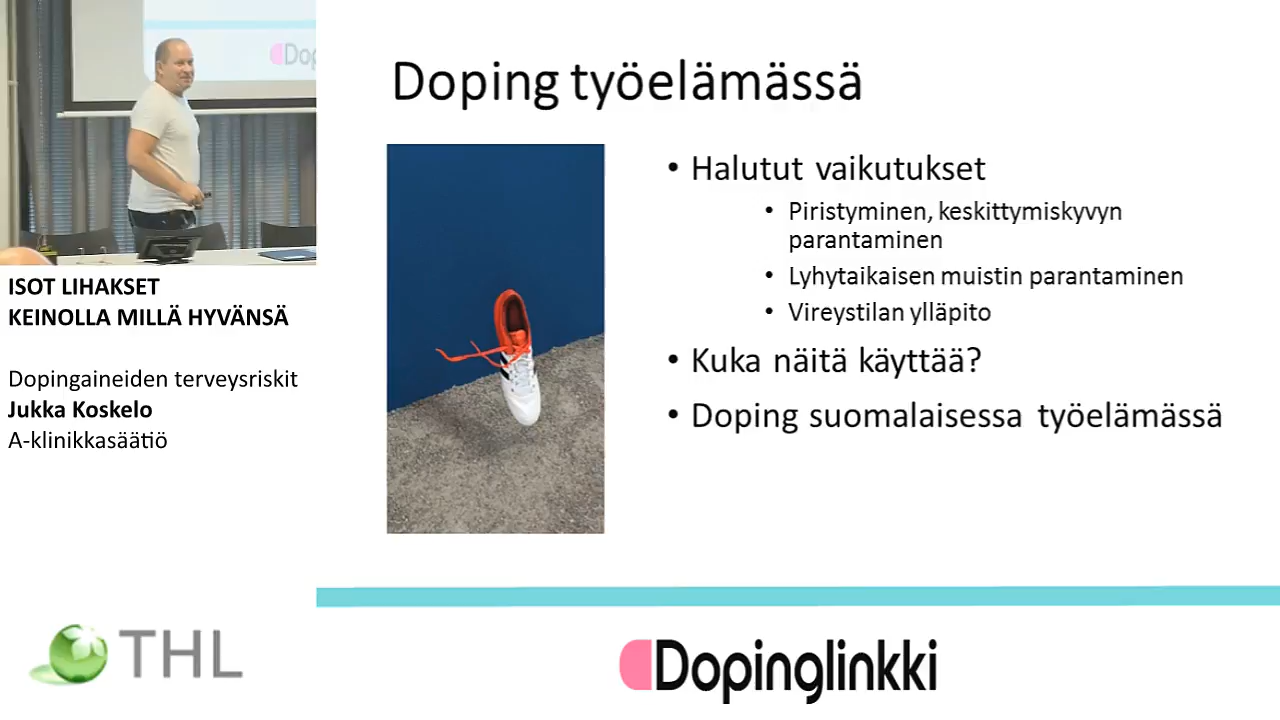 Dop
ISOT LIHAKSET
KEINOLLA MILLÄ HYVÄNSÄ
Dopingaineiden terveysriskit
Jukka Koskelo
A-klinikkasäätiö
THL
Doping työelämässä
• Halutut vaikutukset
• Piristyminen, keskittymiskyvyn
parantaminen
• Lyhytaikaisen muistin parantaminen
• Vireystilan ylläpito
• Kuka näitä käyttää?
• Doping suomalaisessa työelämässä
Dopinglinkki